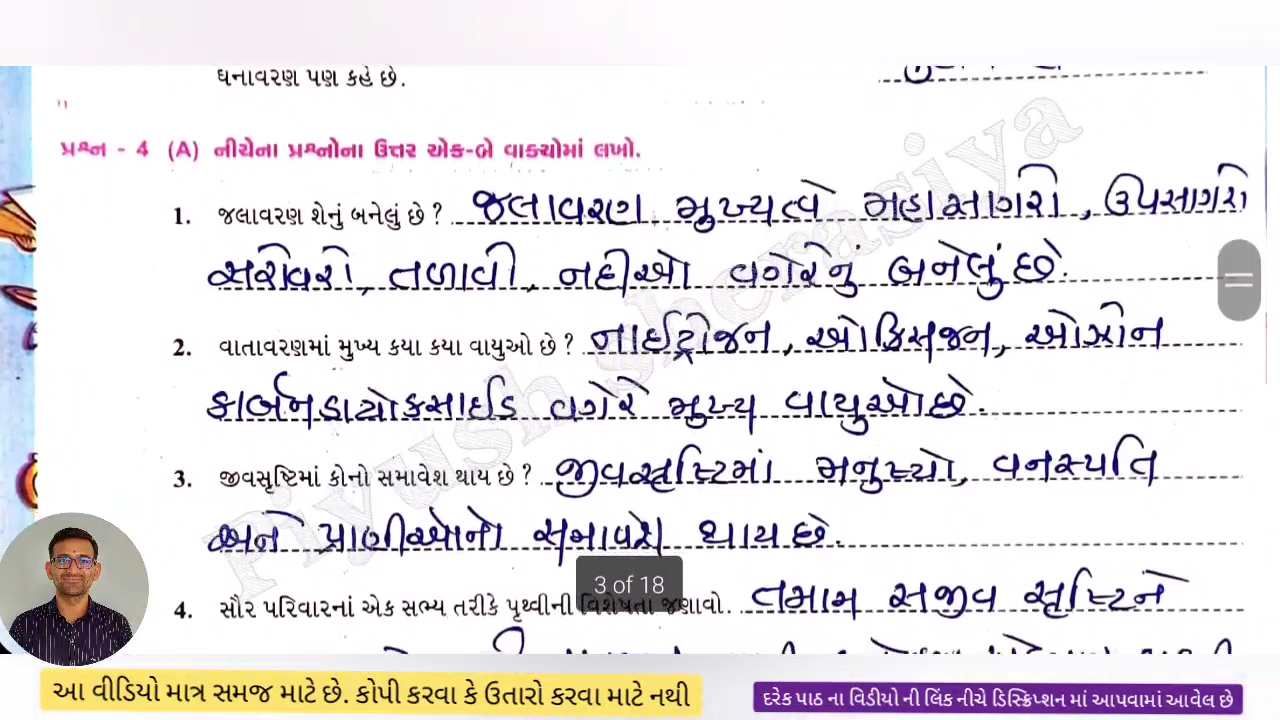 ઘનાવરણ પણ કહે છે.
પ્રશ્ન - 4 (A) નીચેના પ્રશ્નોના ઉત્તર એક-બે વાક્યોમાં લખો.
1. જલાવરણ શેનું બનેલું છે ? જલાવરણ મુખ્યત્વે મહાસાગરો, ઉપસાગરો
સરોવરો, તળાવો, નદીઓ વગેરેનું બનેલું છે.
2. વાતાવરણમાં મુખ્ય કયા કયા વાયુઓ છે ? નાઈટ્રોજન, ઓક્સિજન, ઓઝોન
કાર્બનડાયોક્સાઈડ વગેરે મુખ્ય વાયુઓ છે.
3. જીવસૃષ્ટિમાં કોનો સમાવેશ થાય છે ? જીવસૃષ્ટિમાં મનુષ્યો, વનસ્પતિ
અને પ્રાણીઓનો સમાવેશ થાય છે.
3 of 18
4. સૌર પરિવારનાં એક સભ્ય તરીકે પૃથ્વીની વિશેષતા જણાવો. તમામ સજીવ સૃષ્ટિને
Piyush sherasiya
આ વીડિયો માત્ર સમજ માટે છે. કોપી કરવા કે ઉતારો કરવા માટે નથી
દરેક પાઠ ના વિડીયો ની લિંક નીચે ડિસ્ક્રિપ્શન માં આપવામાં આવેલ છે